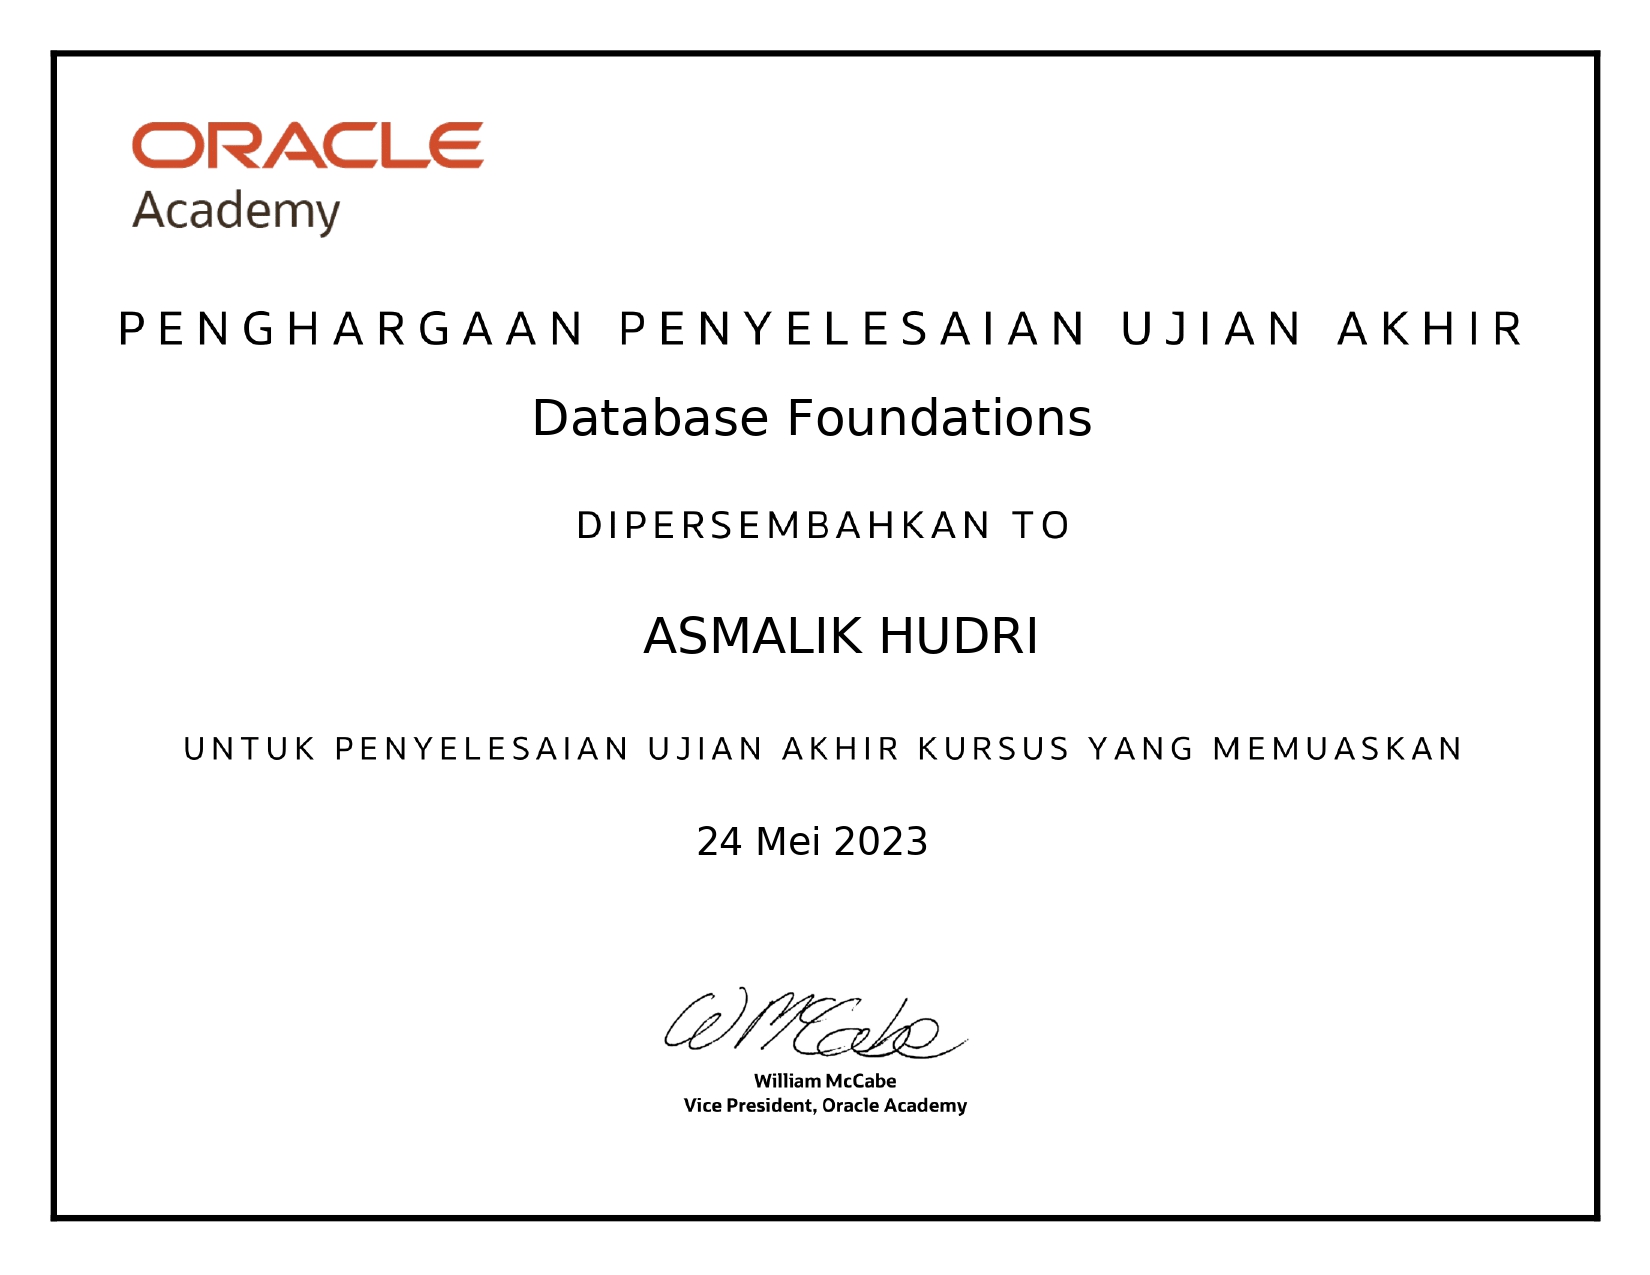 ORACLE
Academy
PENGHARGAAN PENYELESAIAN UJIAN AKHIR
Database Foundations
DIPERSEMBAHKAN TO
ASMALIK HUDRI
UNTUK PENYELESAIAN UJIAN AKHIR KURSUS YANG MEMUASKAN
24 Mei 2023
W McCabe
William McCabe
Vice President, Oracle Academy